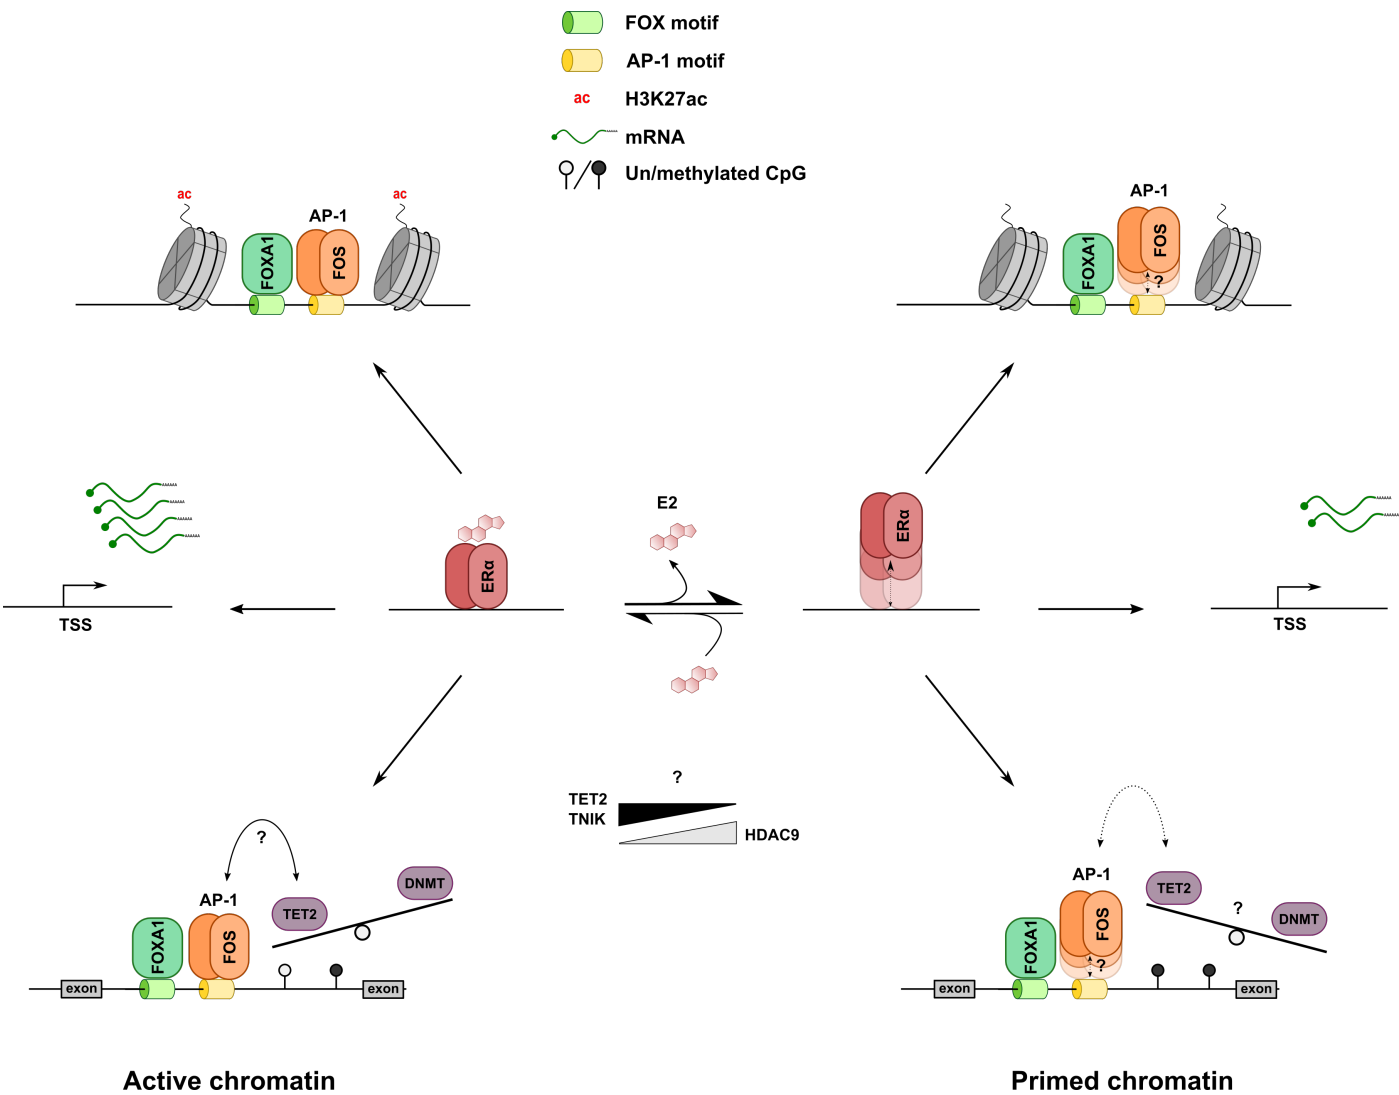 FOX motif
AP-1 motif
ac H3K27ac
mRNA
Un/methylated CpG
ac
ac
AP-1
FOXA1
FOS
AP-1
FOXA1
FOS
?
TSS
ERα
E2
ERα
TSS
?
TET2
TNIK
HDAC9
?
AP-1
FOXA1
FOS
TET2
DNMT
exon
exon
AP-1
FOXA1
FOS
?
TET2
?
DNMT
exon
exon
Active chromatin
Primed chromatin